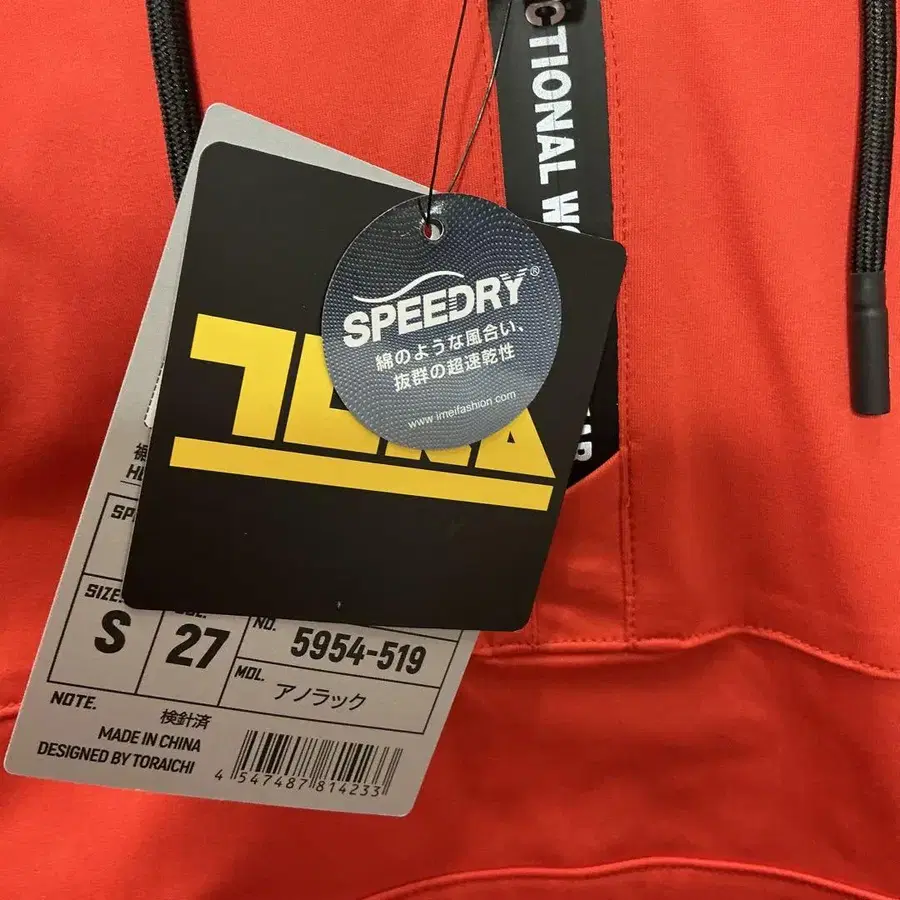 CTIONAL WO
SPEEDRY®
綿のような風合い、
抜群の超速乾性
www.imeifashion.com
SIZE.
S
27
NO.
5954-519
MDL.
アノラック
NOTE.
検針済
MADE IN CHINA
DESIGNED BY TORAICHI
4 547487 814233